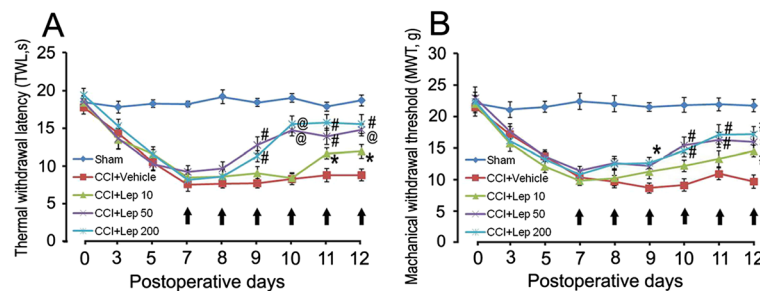 A
Thermal withdrawal latency (TWL,s)
25
20
15
10
5
0
Sham
CCI+Vehicle
CCI+Lep 10
CCI+Lep 50
CCI+Lep 200
# # @ @ # # * # @ *
0 3 5 7 8 9 10 11 12
Postoperative days
B
Machanical withdrawal threshold (MWT, g)
30
25
20
15
10
5
0
Sham
CCI+Vehicle
CCI+Lep 10
CCI+Lep 50
CCI+Lep 200
* # # # #
0 3 5 7 8 9 10 11 12
Postoperative days